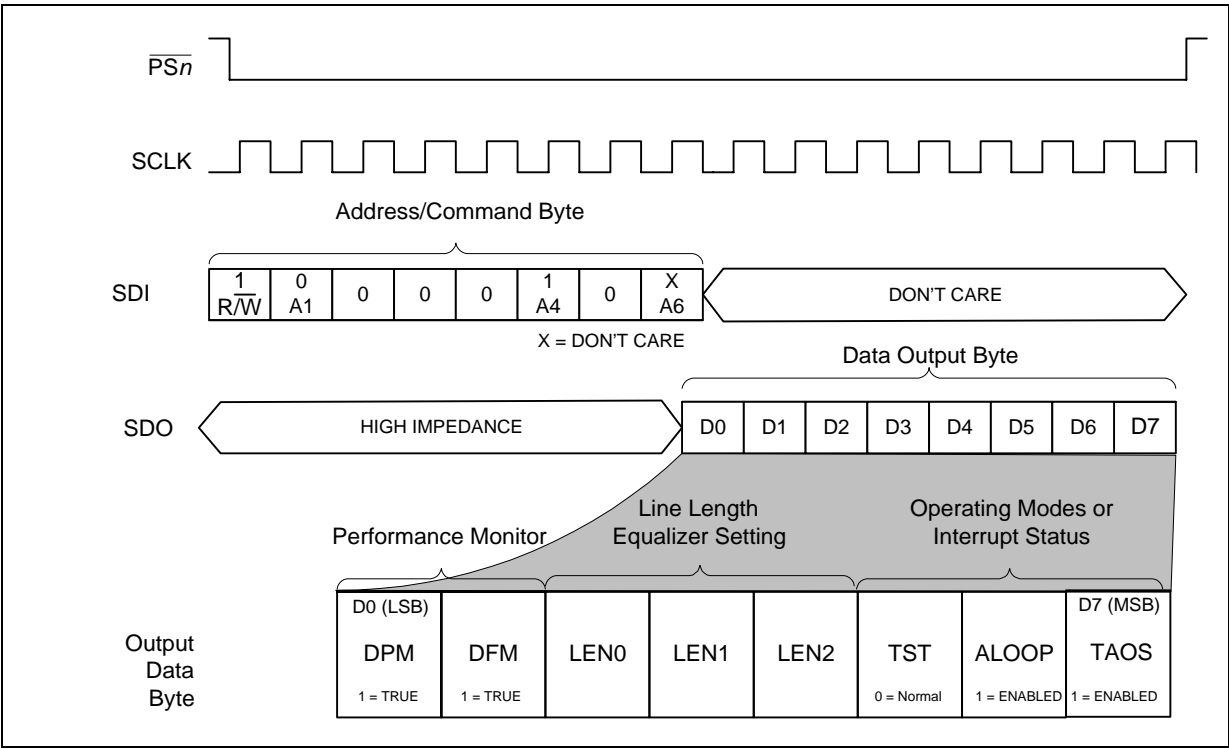 PSn
SCLK
Address/Command Byte
SDI
1 0 0 0 0 1 0 X
R/W A1 A4 A6
DON'T CARE
X = DON'T CARE
Data Output Byte
SDO
HIGH IMPEDANCE
D0 D1 D2 D3 D4 D5 D6 D7
Performance Monitor
Line Length
Equalizer Setting
Operating Modes or
Interrupt Status
Output
Data
Byte
D0 (LSB) D7 (MSB)
DPM DFM LEN0 LEN1 LEN2 TST ALOOP TAOS
1 = TRUE 1 = TRUE 0 = Normal 1 = ENABLED 1 = ENABLED